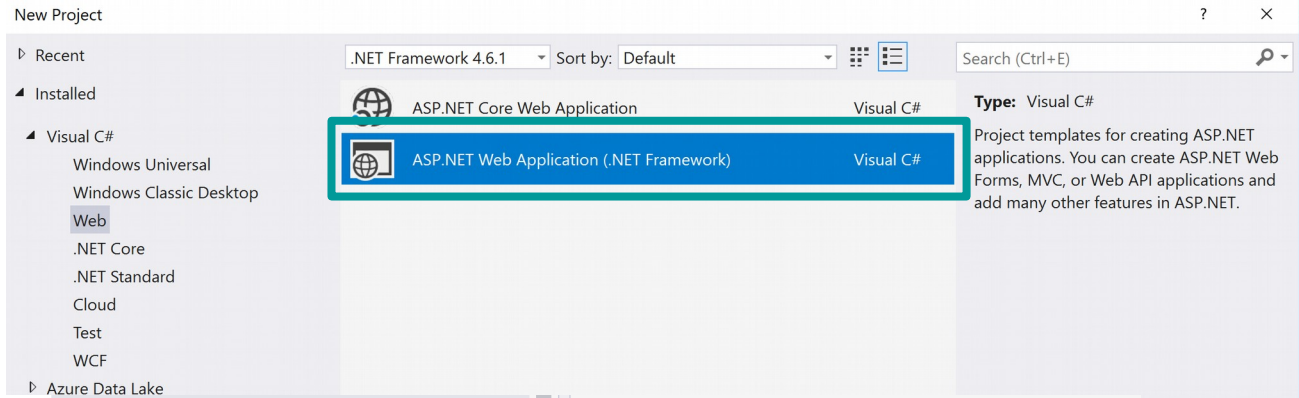 New Project
?
Recent
.NET Framework 4.6.1
Sort by:
Default
Search (Ctrl+E)
Installed
Visual C#
Windows Universal
Windows Classic Desktop
Web
.NET Core
.NET Standard
Cloud
Test
WCF
Azure Data Lake
ASP.NET Core Web Application
Visual C#
ASP.NET Web Application (.NET Framework)
Visual C#
Type: Visual C#
Project templates for creating ASP.NET
applications. You can create ASP.NET Web
Forms, MVC, or Web API applications and
add many other features in ASP.NET.